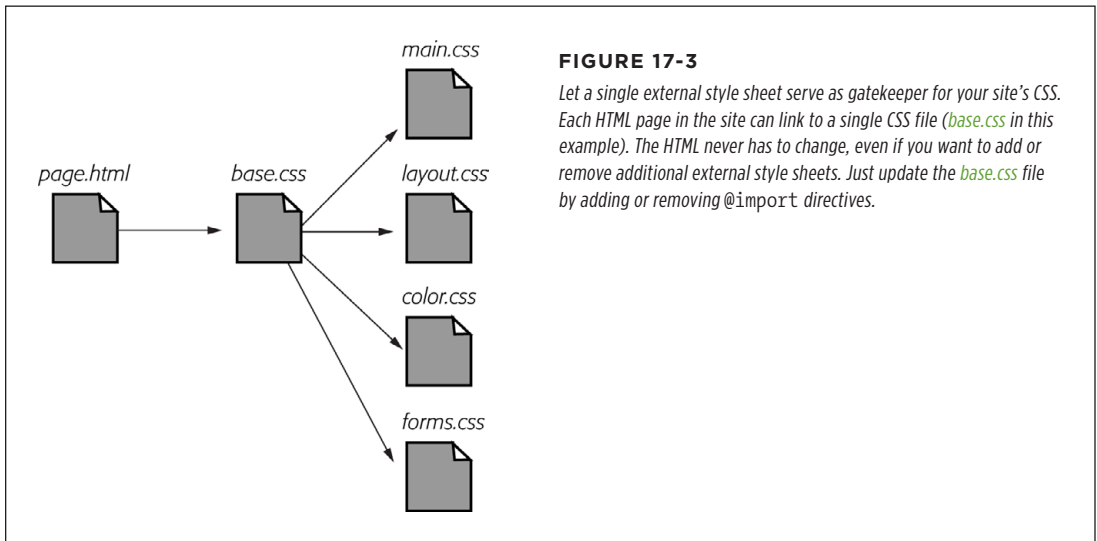 main.css
page.html
base.css
layout.css
color.css
forms.css
FIGURE 17-3
Let a single external style sheet serve as gatekeeper for your site's CSS.
Each HTML page in the site can link to a single CSS file (base.css in this
example). The HTML never has to change, even if you want to add or
remove additional external style sheets. Just update the base.css file
by adding or removing @import directives.